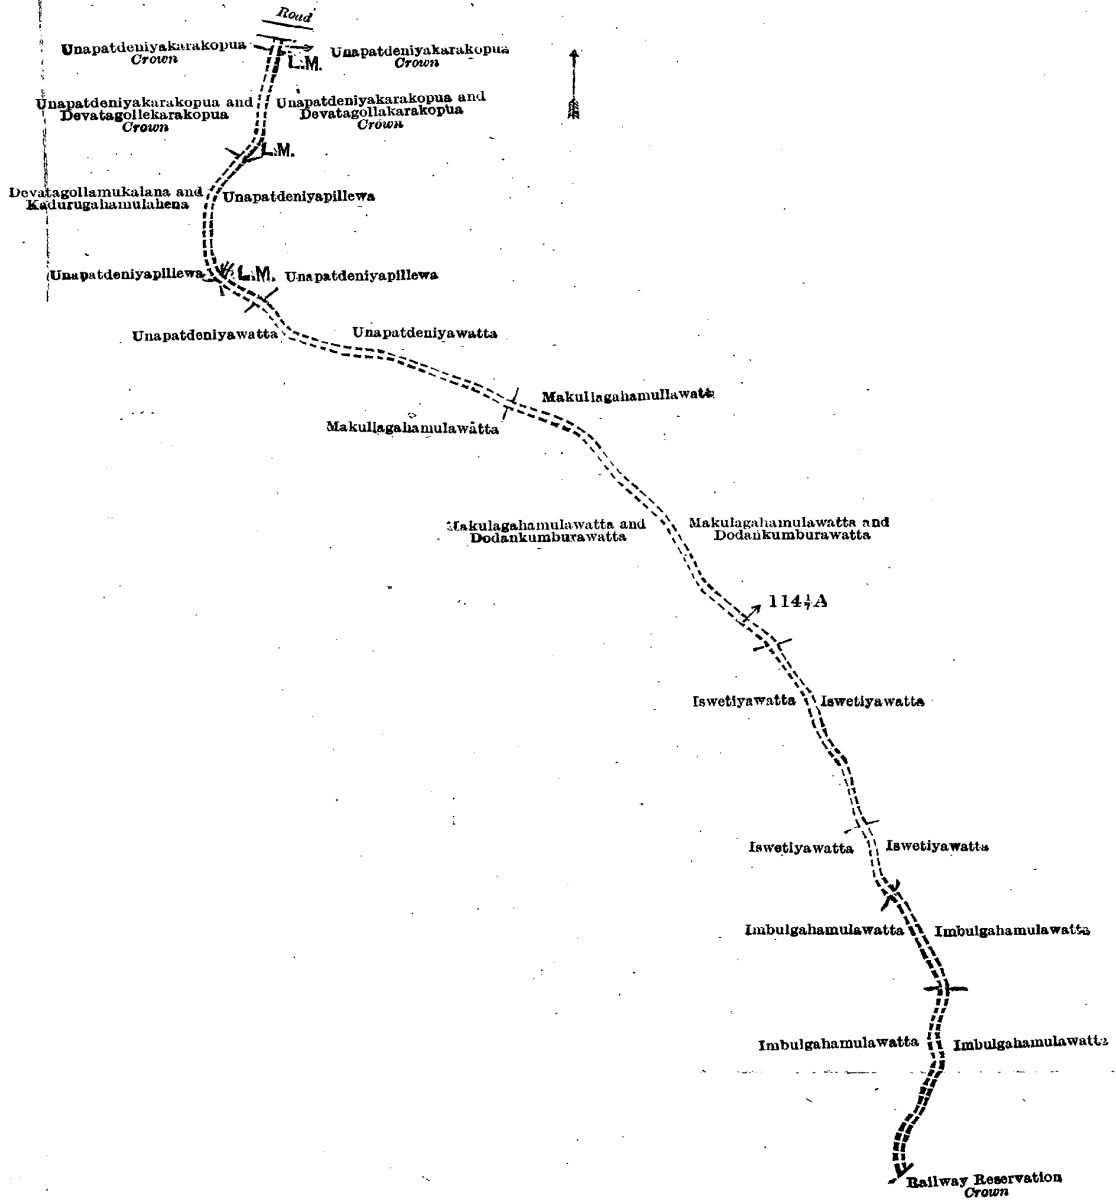 Road
Unapatdeniyakarakopua
Crown
Unapatdeniyakarakopua
Crown
L.M.
Unapatdeniyakarakopua and
Devatagollekarakopua
Crown
Unapatdeniyakarakopua and
Devatagollakarakopua
Crown
L.M.
Devatagollamukalana and
Kadurugahamulahena
Unapatdeniyapillewa
Unapatdeniyapillewa
L.M.
Unapatdeniyapillewa
Unapatdeniyawatta
Unapatdeniyawatta
Makullagahamullawatta
Makullagahamulawatta
Makulagahamulawatta and
Dodankumburawatta
Makulagahamulawatta and
Dodankumburawatta
Iswetiyawatta
Iswetiyawatta
Iswetiyawatta
Iswetiyawatta
Imbulgahamulawatta
Imbulgahamulawatta
Imbulgahamulawatta
Imbulgahamulawatta
Railway Reservation
Crown